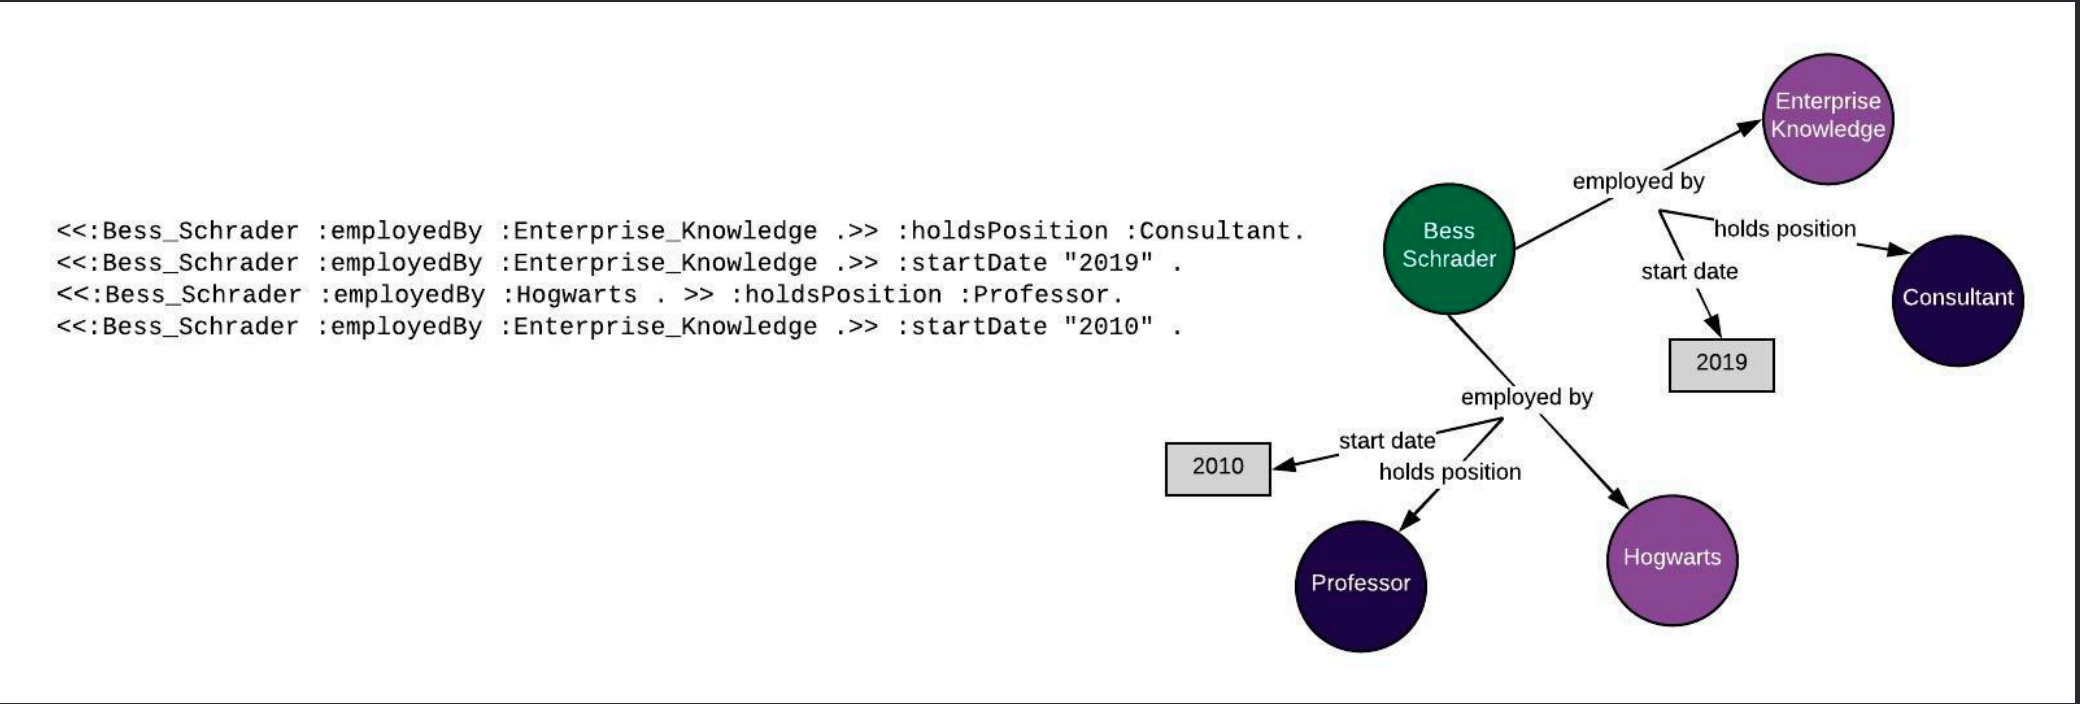 <<:Bess_Schrader :employedBy :Enterprise_Knowledge .>> :holdsPosition :Consultant.
<<:Bess_Schrader :employedBy :Enterprise_Knowledge .>> :startDate "2019" .
<<:Bess_Schrader :employedBy :Hogwarts . >> :holdsPosition :Professor.
<<:Bess_Schrader :employedBy :Enterprise_Knowledge .>> :startDate "2010" .
Enterprise
Knowledge
employed by
Bess
Schrader
holds position
start date
Consultant
2019
employed by
start date
2010
holds position
Hogwarts
Professor